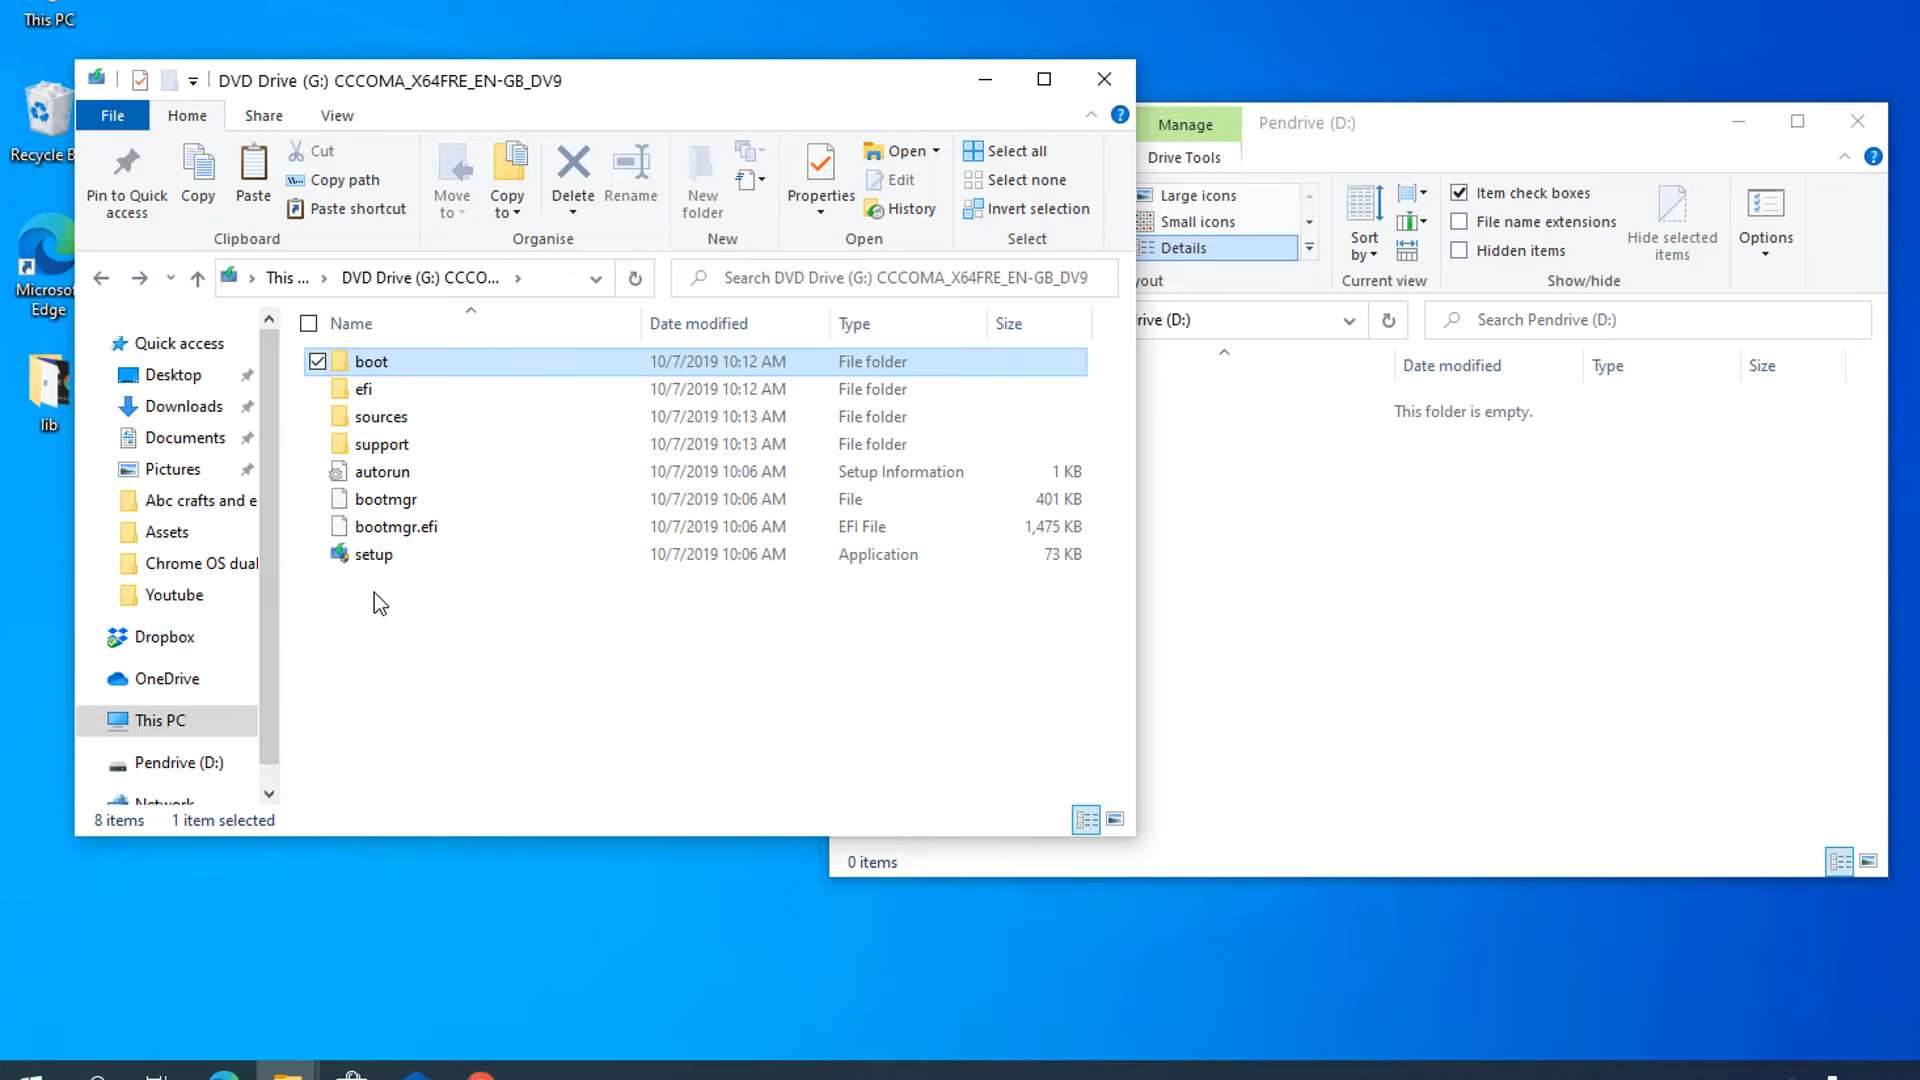 This PC
Recycle B
Microsof
Edge
lib
DVD Drive (G:) CCCOMA_X64FRE_EN-GB_DV9
File
Home
Share
View
Pin to Quick
access
Copy
Paste
Cut
Copy path
Paste shortcut
Clipboard
Move
to
Copy
to
Delete
Rename
Organise
New
folder
New
Properties
Open
Edit
History
Open
Select all
Select none
Invert selection
Select
This ...
DVD Drive (G:) CCCO...
Search DVD Drive (G:) CCCOMA_X64FRE_EN-GB_DV9
Quick access
Desktop
Downloads
Documents
Pictures
Abc crafts and e
Assets
Chrome OS dual
Youtube
Dropbox
OneDrive
This PC
Pendrive (D:)
Network
Name Date modified Type Size
boot 10/7/2019 10:12 AM File folder
efi 10/7/2019 10:12 AM File folder
sources 10/7/2019 10:13 AM File folder
support 10/7/2019 10:13 AM File folder
autorun 10/7/2019 10:06 AM Setup Information 1 KB
bootmgr 10/7/2019 10:06 AM File 401 KB
bootmgr.efi 10/7/2019 10:06 AM EFI File 1,475 KB
setup 10/7/2019 10:06 AM Application 73 KB
8 items 1 item selected
Manage
Pendrive (D:)
Drive Tools
Large icons
Small icons
Details
yout
Sort
by
Current view
Item check boxes
File name extensions
Hidden items
Hide selected
items
Show/hide
Options
rive (D:)
Search Pendrive (D:)
Date modified Type Size
This folder is empty.
0 items